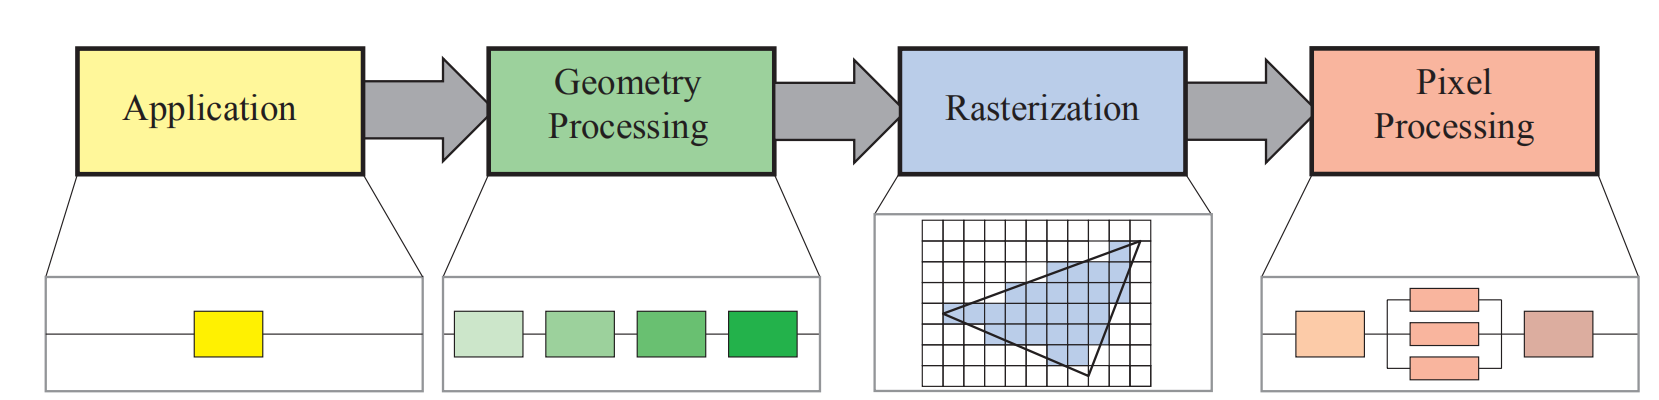 Application
Geometry
Processing
Rasterization
Pixel
Processing